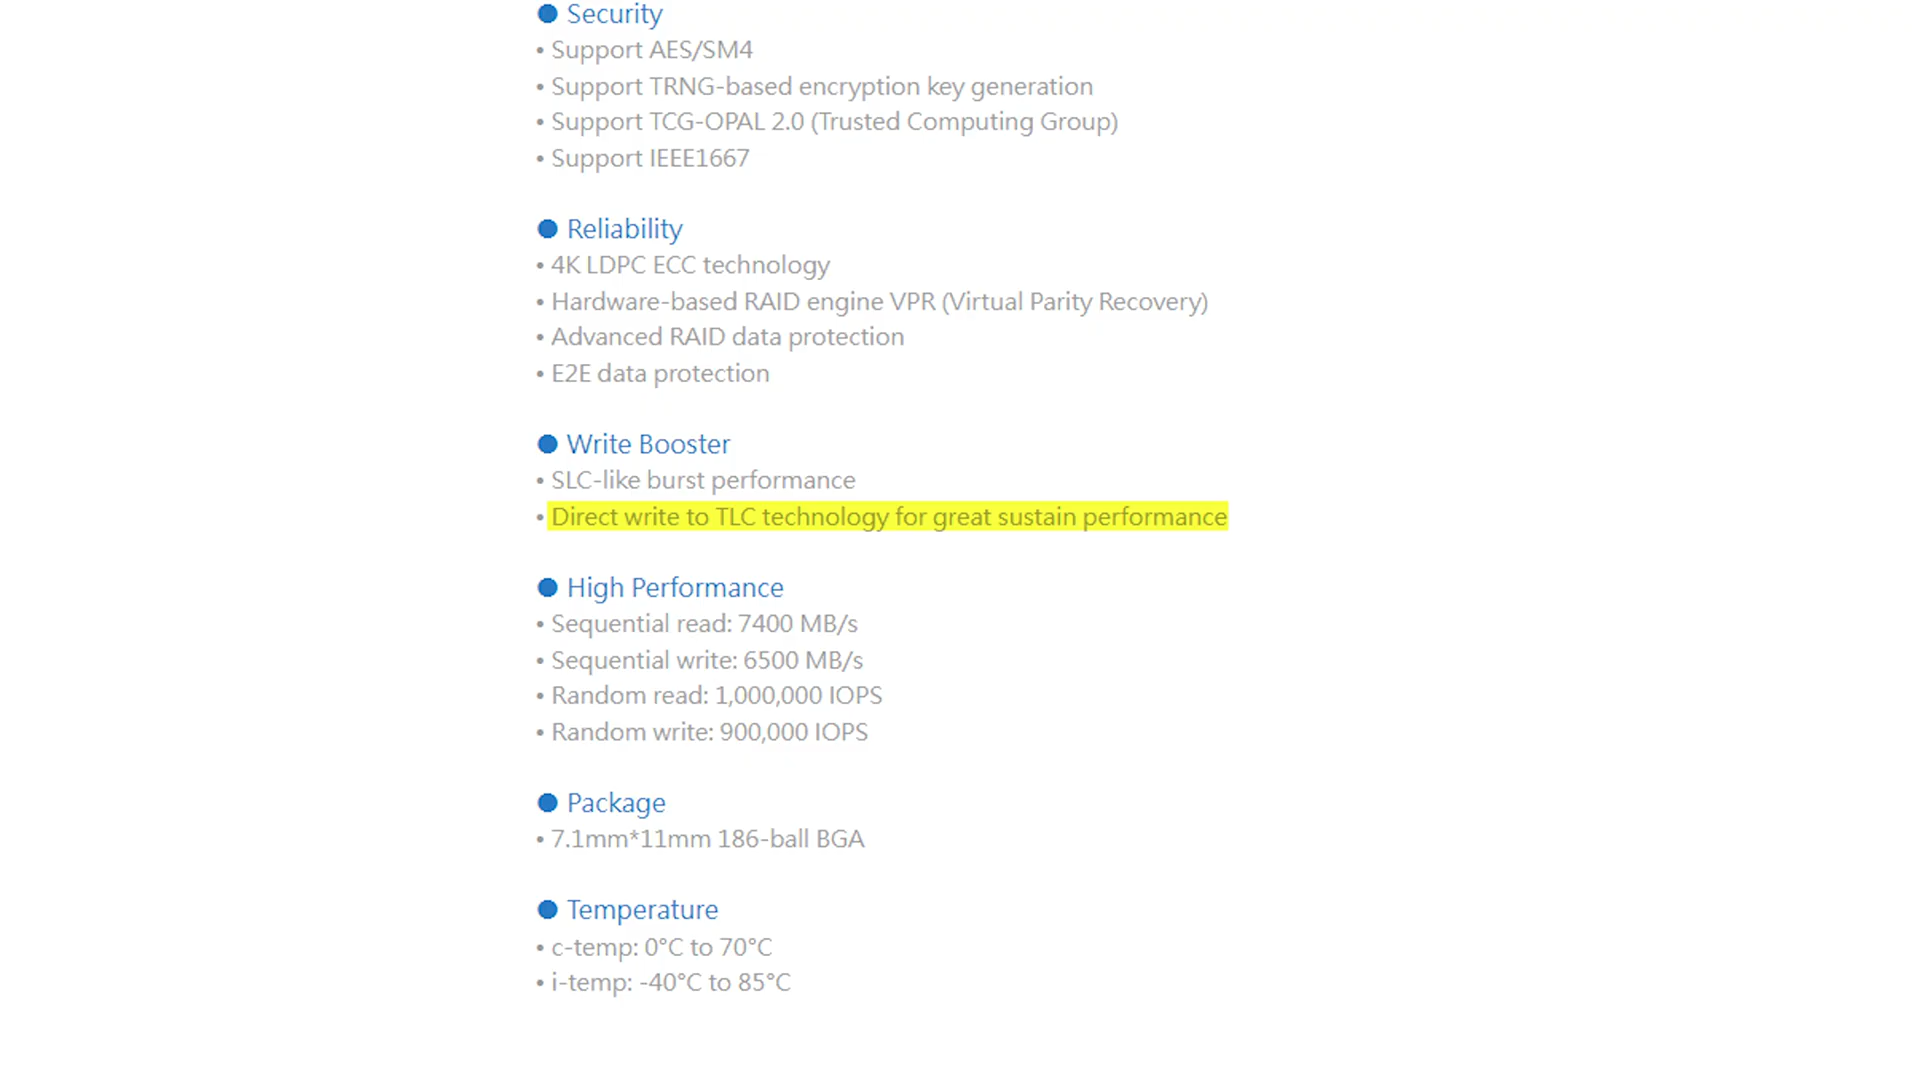 ● Security
• Support AES/SM4
• Support TRNG-based encryption key generation
• Support TCG-OPAL 2.0 (Trusted Computing Group)
• Support IEEE1667
● Reliability
• 4K LDPC ECC technology
• Hardware-based RAID engine VPR (Virtual Parity Recovery)
• Advanced RAID data protection
• E2E data protection
● Write Booster
• SLC-like burst performance
• Direct write to TLC technology for great sustain performance
● High Performance
• Sequential read: 7400 MB/s
• Sequential write: 6500 MB/s
• Random read: 1,000,000 IOPS
• Random write: 900,000 IOPS
● Package
• 7.1mm*11mm 186-ball BGA
● Temperature
• c-temp: 0°C to 70°C
• i-temp: -40°C to 85°C